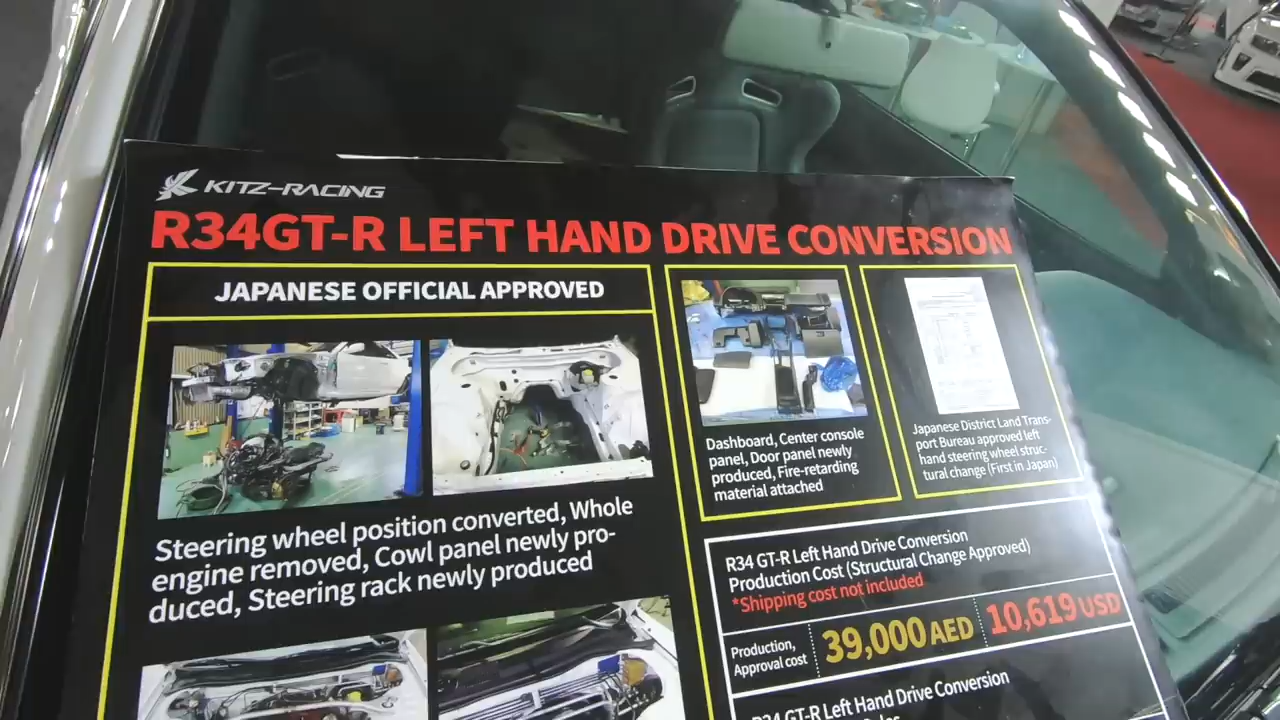 KITZ-RACING
R34GT-R LEFT HAND DRIVE CONVERSION
JAPANESE OFFICIAL APPROVED
Steering wheel position converted, Whole
engine removed, Cowl panel newly pro-
duced, Steering rack newly produced
Dashboard, Center console
panel, Door panel newly
produced, Fire-retarding
material attached
Japanese District Land Trans-
port Bureau approved left
hand steering wheel struc-
tural change (First in Japan)
R34 GT-R Left Hand Drive Conversion
Production Cost (Structural Change Approved)
*Shipping cost not included
Production,
Approval cost
39,000 AED
10,619 USD
R34 GT-R Left Hand Drive Conversion